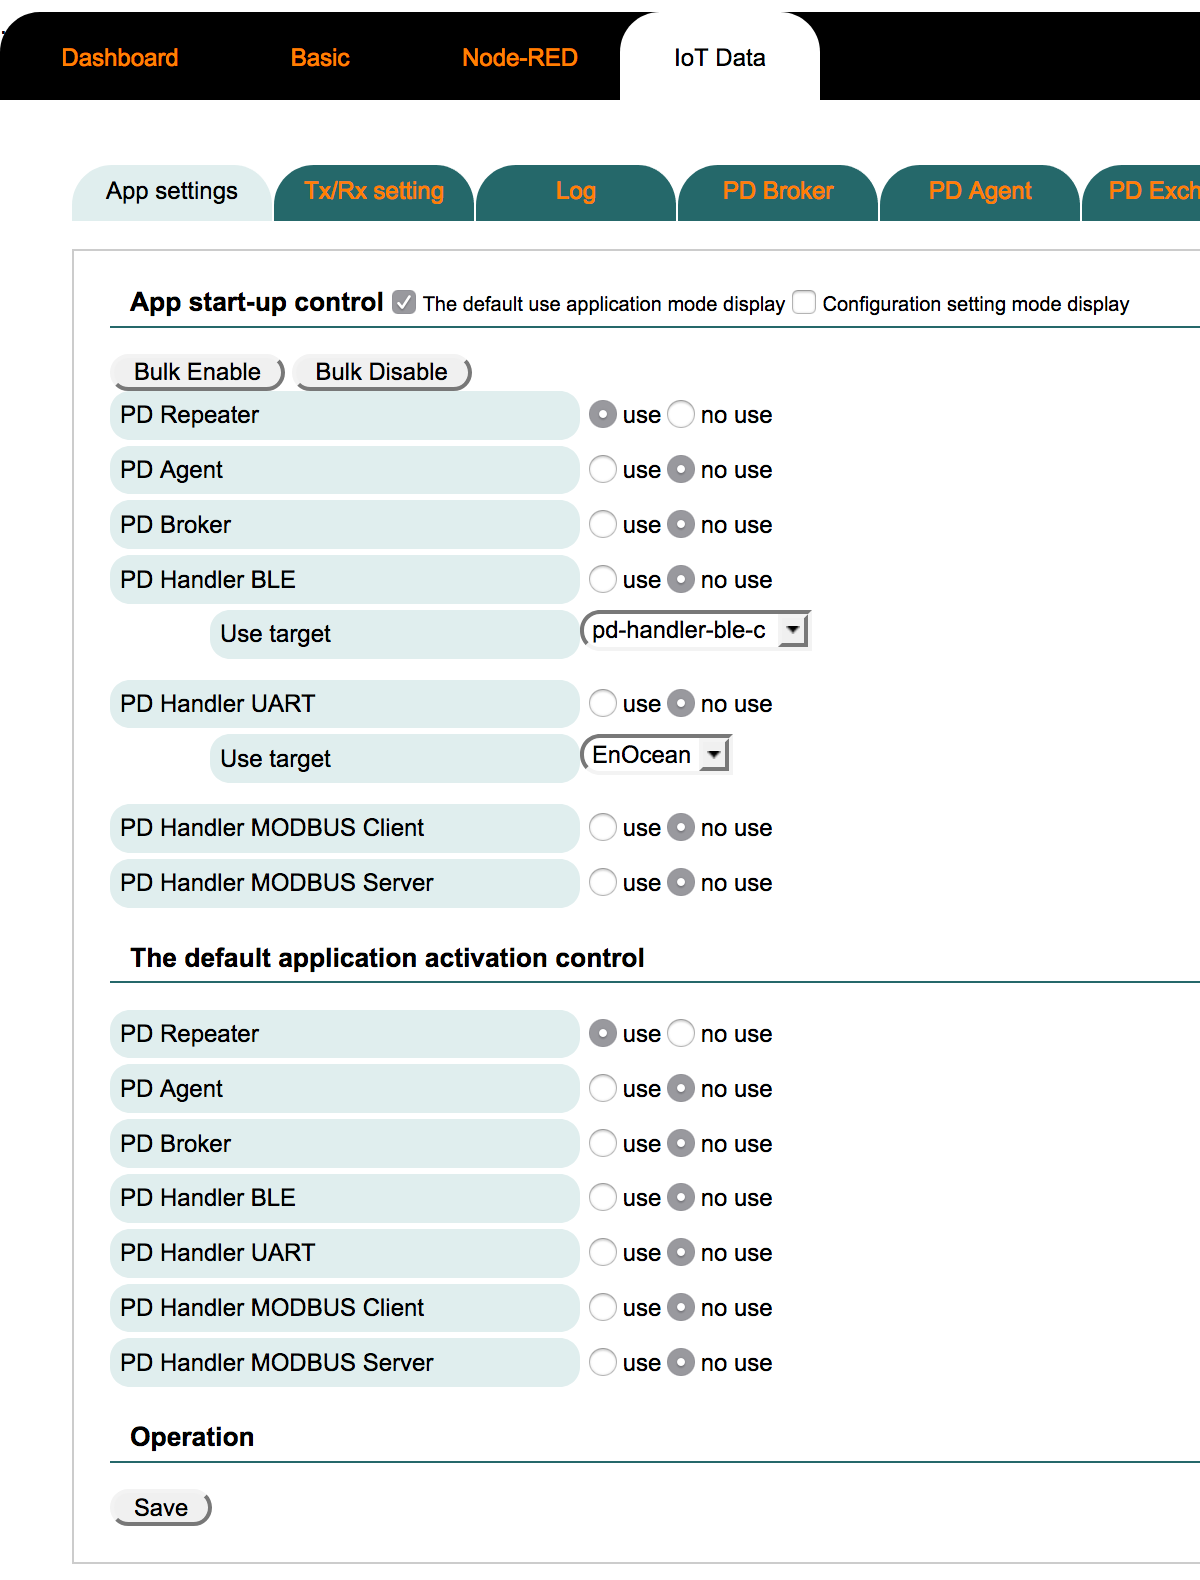 Dashboard Basic Node-RED IoT Data
App settings Tx/Rx setting Log PD Broker PD Agent PD Exch
App start-up control The default use application mode display Configuration setting mode display
Bulk Enable Bulk Disable
PD Repeater use no use
PD Agent use no use
PD Broker use no use
PD Handler BLE use no use
Use target pd-handler-ble-c
PD Handler UART use no use
Use target EnOcean
PD Handler MODBUS Client use no use
PD Handler MODBUS Server use no use
The default application activation control
PD Repeater use no use
PD Agent use no use
PD Broker use no use
PD Handler BLE use no use
PD Handler UART use no use
PD Handler MODBUS Client use no use
PD Handler MODBUS Server use no use
Operation
Save